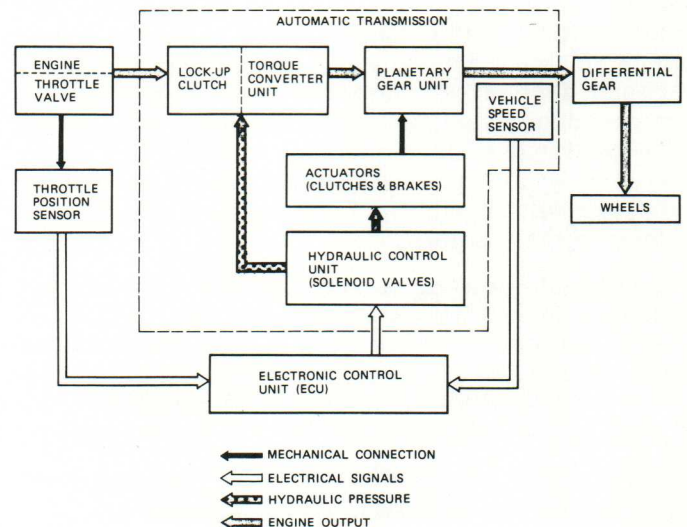 AUTOMATIC TRANSMISSION
ENGINE
THROTTLE
VALVE
LOCK-UP
CLUTCH
TORQUE
CONVERTER
UNIT
PLANETARY
GEAR UNIT
DIFFERENTIAL
GEAR
VEHICLE
SPEED
SENSOR
THROTTLE
POSITION
SENSOR
ACTUATORS
(CLUTCHES & BRAKES)
WHEELS
HYDRAULIC CONTROL
UNIT
(SOLENOID VALVES)
ELECTRONIC CONTROL
UNIT (ECU)
MECHANICAL CONNECTION
ELECTRICAL SIGNALS
HYDRAULIC PRESSURE
ENGINE OUTPUT